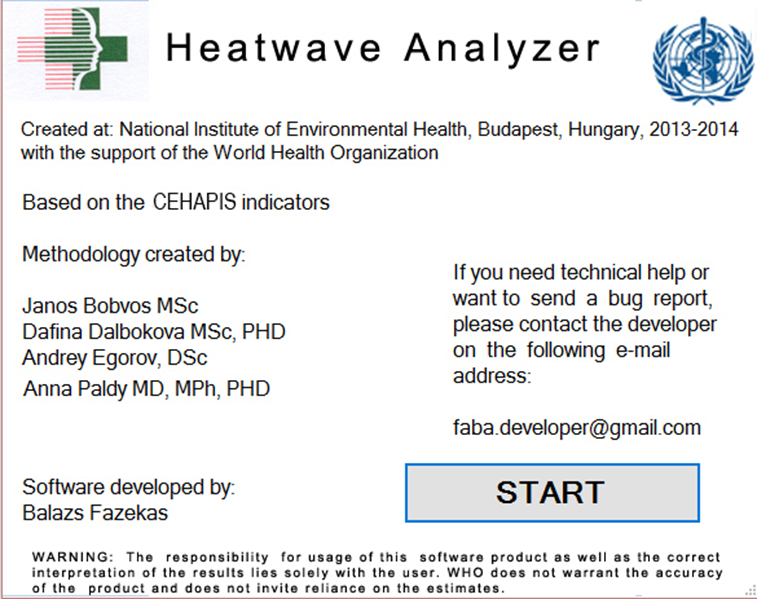 Heatwave Analyzer
Created at: National Institute of Environmental Health, Budapest, Hungary, 2013-2014
with the support of the World Health Organization
Based on the CEHAPIS indicators
Methodology created by:
Janos Bobvos MSc
Dafina Dalbokova MSc, PHD
Andrey Egorov, DSc
Anna Paldy MD, MPh, PHD
If you need technical help or
want to send a bug report,
please contact the developer
on the following e-mail
address:
faba.developer@gmail.com
Software developed by:
Balazs Fazekas
START
WARNING: The responsibility for usage of this software product as well as the correct
interpretation of the results lies solely with the user. WHO does not warrant the accuracy
of the product and does not invite reliance on the estimates.